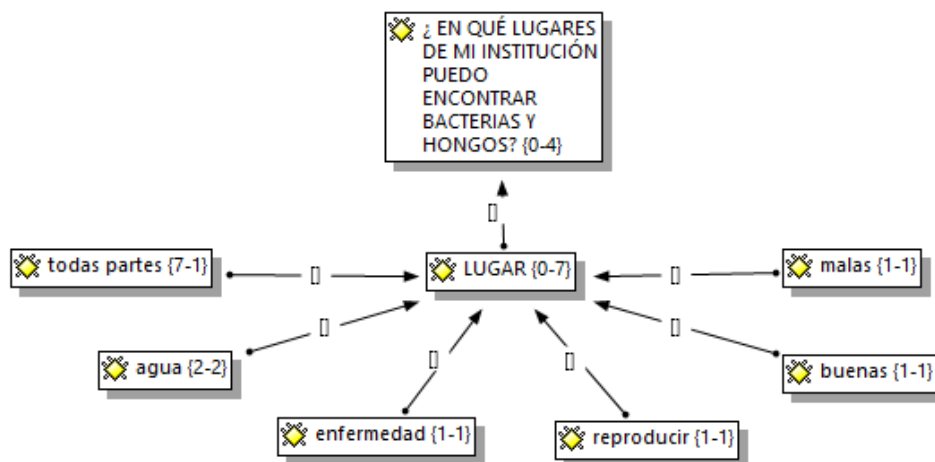 ¿ EN QUÉ LUGARES
DE MI INSTITUCIÓN
PUEDO
ENCONTRAR
BACTERIAS Y
HONGOS? {0-4}
[]
todas partes {7-1}
[]
LUGAR {0-7}
[]
malas {1-1}
[]
agua {2-2}
[]
[]
[]
buenas {1-1}
enfermedad {1-1}
reproducir {1-1}